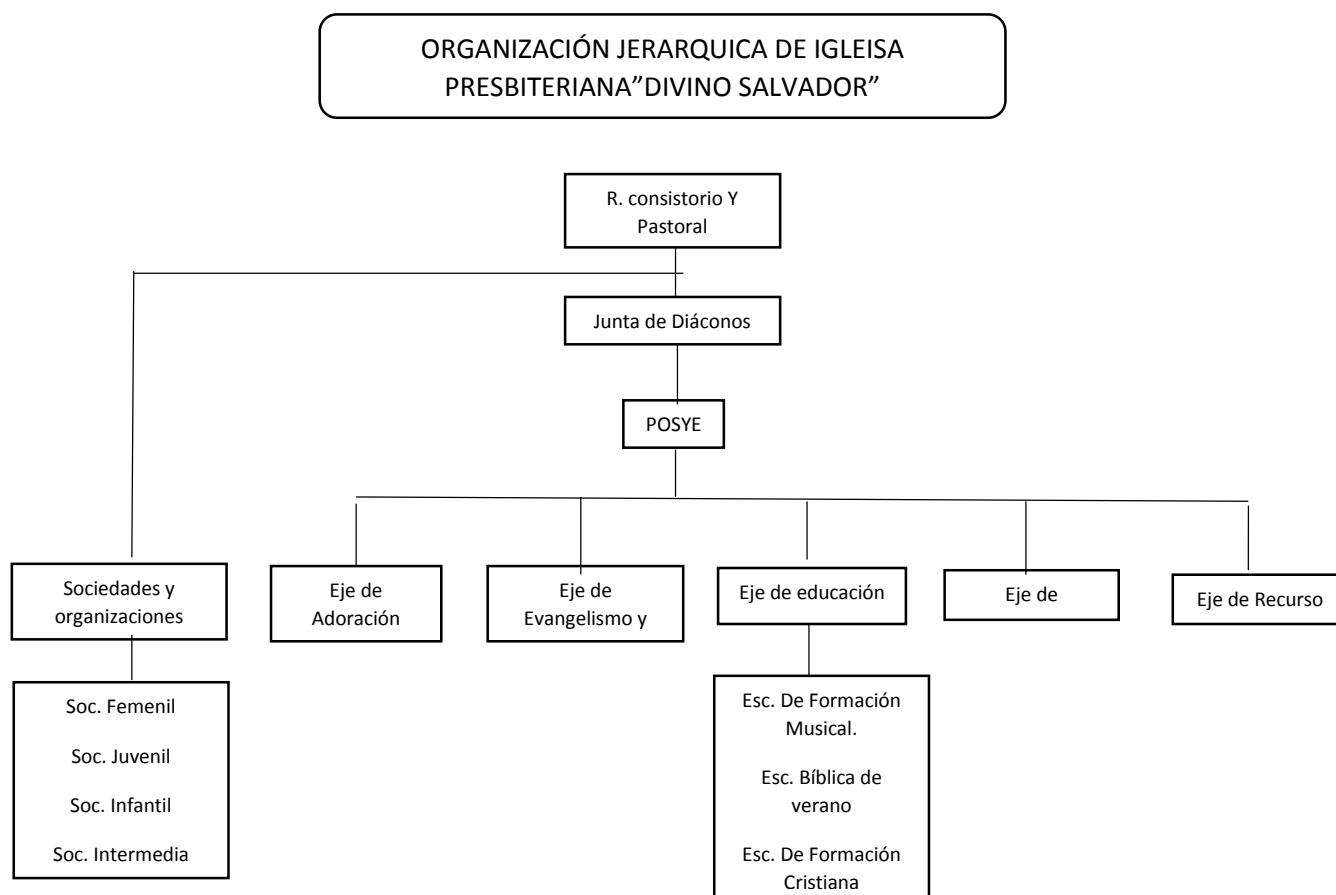 ORGANIZACIÓN JERARQUICA DE IGLEISA
PRESBITERIANA”DIVINO SALVADOR”
R. consistorio Y
Pastoral
Junta de Diáconos
POSYE
Sociedades y
organizaciones
Eje de
Adoración
Eje de
Evangelismo y
Eje de educación
Eje de
Eje de Recurso
Soc. Femenil
Soc. Juvenil
Soc. Infantil
Soc. Intermedia
Esc. De Formación
Musical.
Esc. Bíblica de
verano
Esc. De Formación
Cristiana